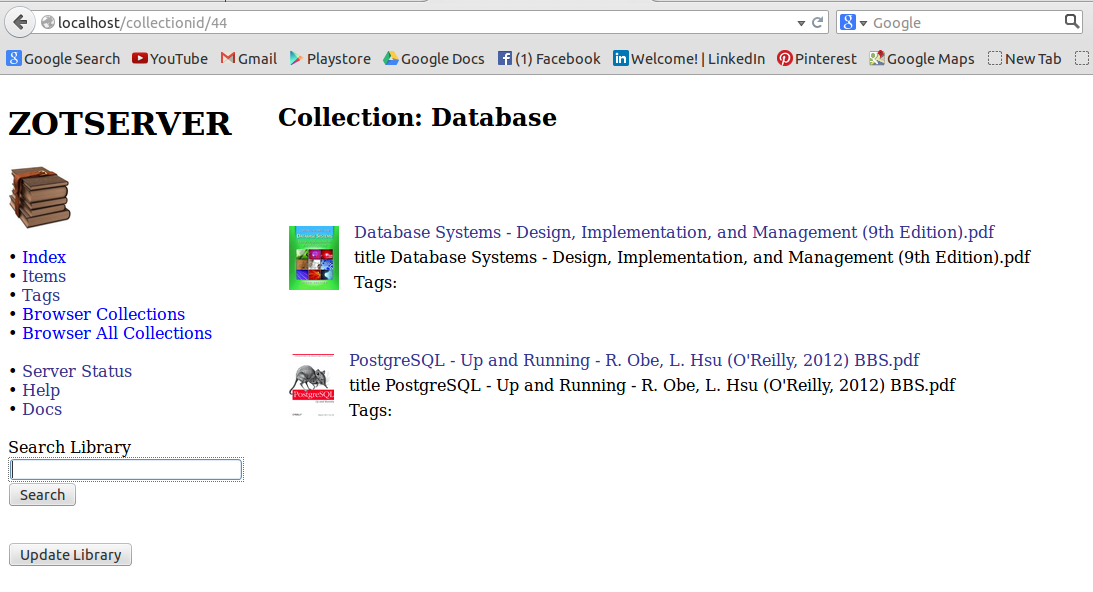 localhost/collectionid/44
Google
Google Search YouTube Gmail Playstore Google Docs (1) Facebook Welcome! | LinkedIn Pinterest Google Maps New Tab
ZOTSERVER
Collection: Database
• Index
• Items
• Tags
• Browser Collections
• Browser All Collections
• Server Status
• Help
• Docs
Search Library
Search
Update Library
Database Systems - Design, Implementation, and Management (9th Edition).pdf
title Database Systems - Design, Implementation, and Management (9th Edition).pdf
Tags:
PostgreSQL
PostgreSQL - Up and Running - R. Obe, L. Hsu (O'Reilly, 2012) BBS.pdf
title PostgreSQL - Up and Running - R. Obe, L. Hsu (O'Reilly, 2012) BBS.pdf
Tags: